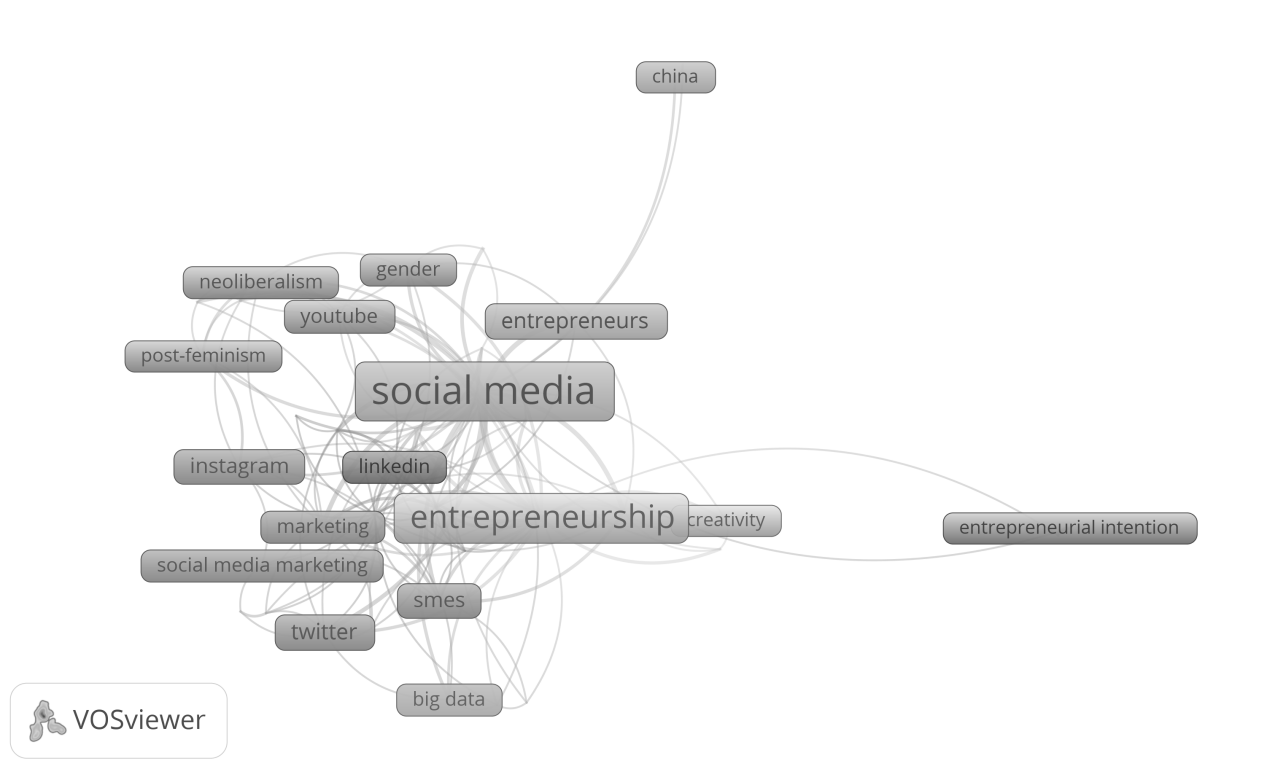 china
neoliberalism
gender
youtube
entrepreneurs
post-feminism
social media
instagram
linkedin
entrepreneurship
creativity
marketing
entrepreneurial intention
social media marketing
smes
twitter
big data
VOSviewer